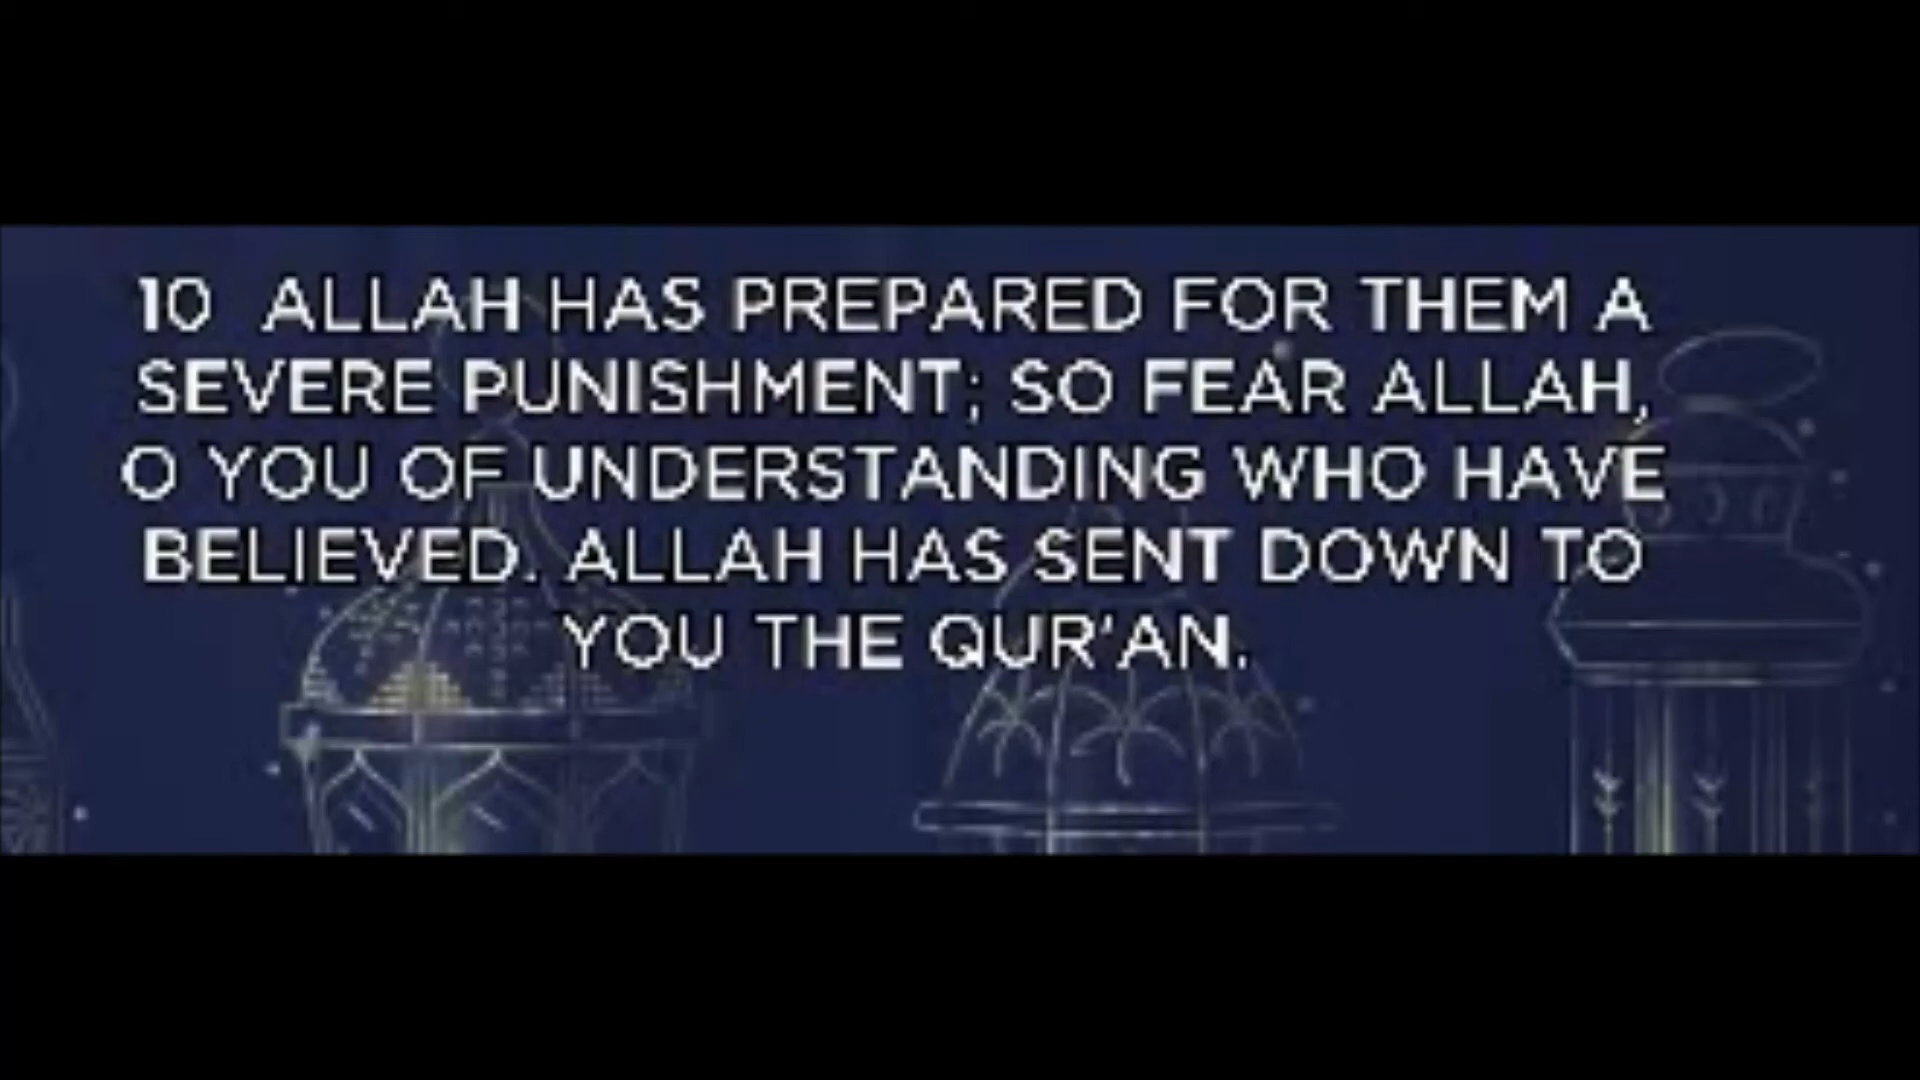 10 ALLAH HAS PREPARED FOR THEM A
SEVERE PUNISHMENT; SO FEAR ALLAH,
O YOU OF UNDERSTANDING WHO HAVE
BELIEVED. ALLAH HAS SENT DOWN TO
YOU THE QUR'AN.